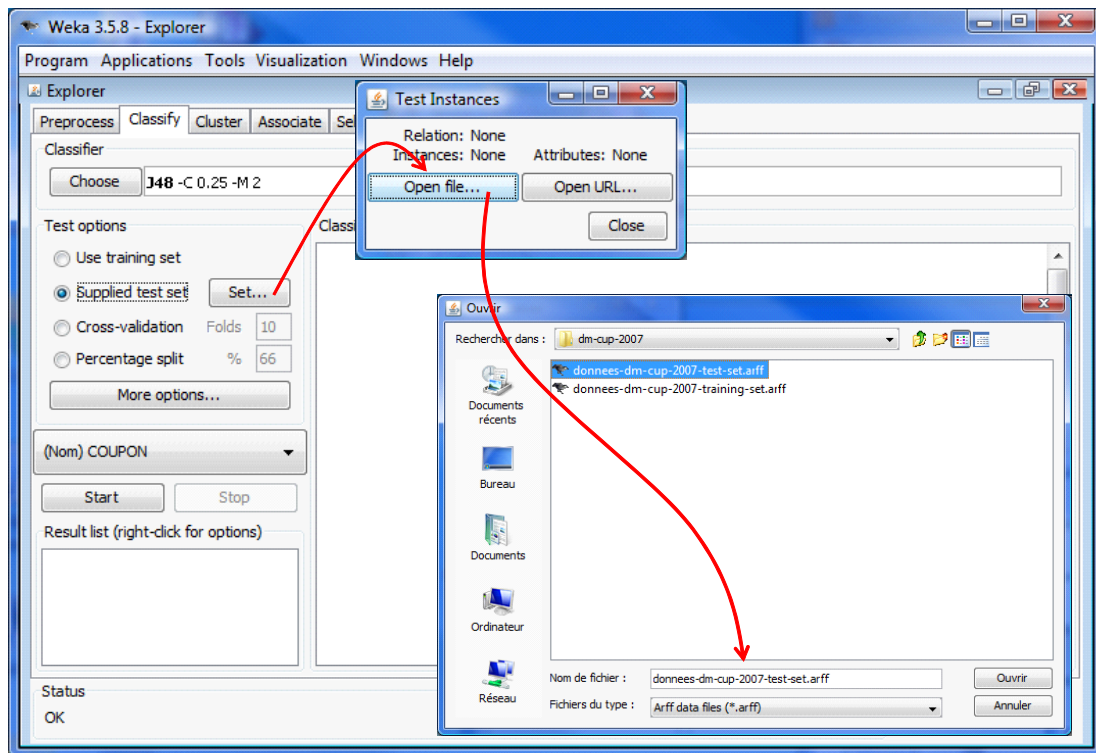 Weka 3.5.8 - Explorer
Program Applications Tools Visualization Windows Help
Explorer
Preprocess Classify Cluster Associate Se
Classifier
Choose J48 -C 0.25 -M 2
Test options
Use training set
Supplied test set Set...
Cross-validation Folds 10
Percentage split % 66
More options...
(Nom) COUPON
Start Stop
Result list (right-click for options)
Status
OK
Classi
Test Instances
Relation: None
Instances: None Attributes: None
Open file... Open URL...
Close
Ouvrir
Rechercher dans : dm-cup-2007
donnees-dm-cup-2007-test-set.arff
donnees-dm-cup-2007-training-set.arff
Documents
récents
Bureau
Documents
Ordinateur
Réseau
Nom de fichier : donnees-dm-cup-2007-test-set.arff Ouvrir
Fichiers du type : Arff data files (*.arff) Annuler